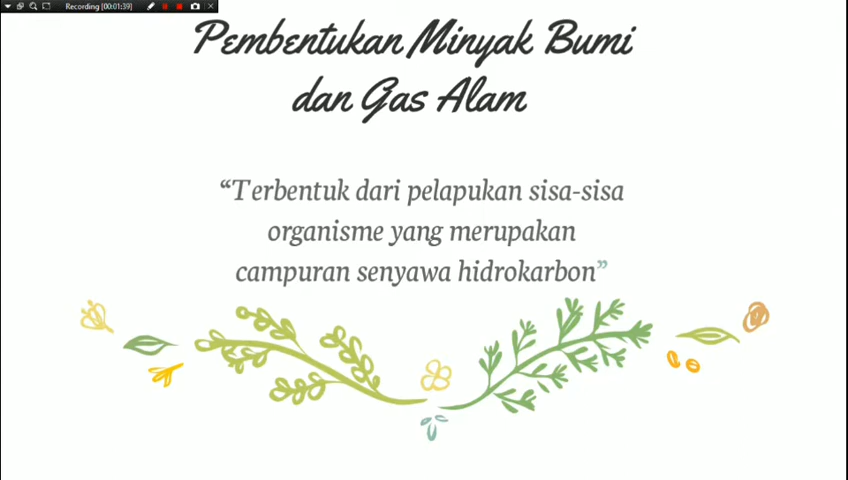 Recording [00:01:39]
Pembentukan Minyak Bumi
dan Gas Alam
“Terbentuk dari pelapukan sisa-sisa
organisme yang merupakan
campuran senyawa hidrokarbon”